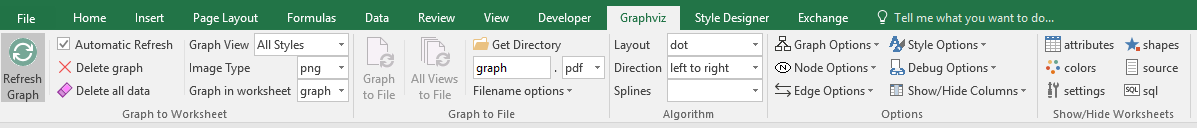 File Home Insert Page Layout Formulas Data Review View Developer Graphviz Style Designer Exchange Tell me what you want to do...
Refresh Graph
Automatic Refresh
Delete graph
Delete all data
Graph View All Styles
Image Type png
Graph in worksheet graph
Graph to Worksheet
Graph to File
All Views to File
Get Directory
graph . pdf
Filename options
Graph to File
Layout dot
Direction left to right
Splines
Algorithm
Graph Options
Node Options
Edge Options
Style Options
Debug Options
Show/Hide Columns
Options
attributes
colors
settings
shapes
source
SQL sql
Show/Hide Worksheets